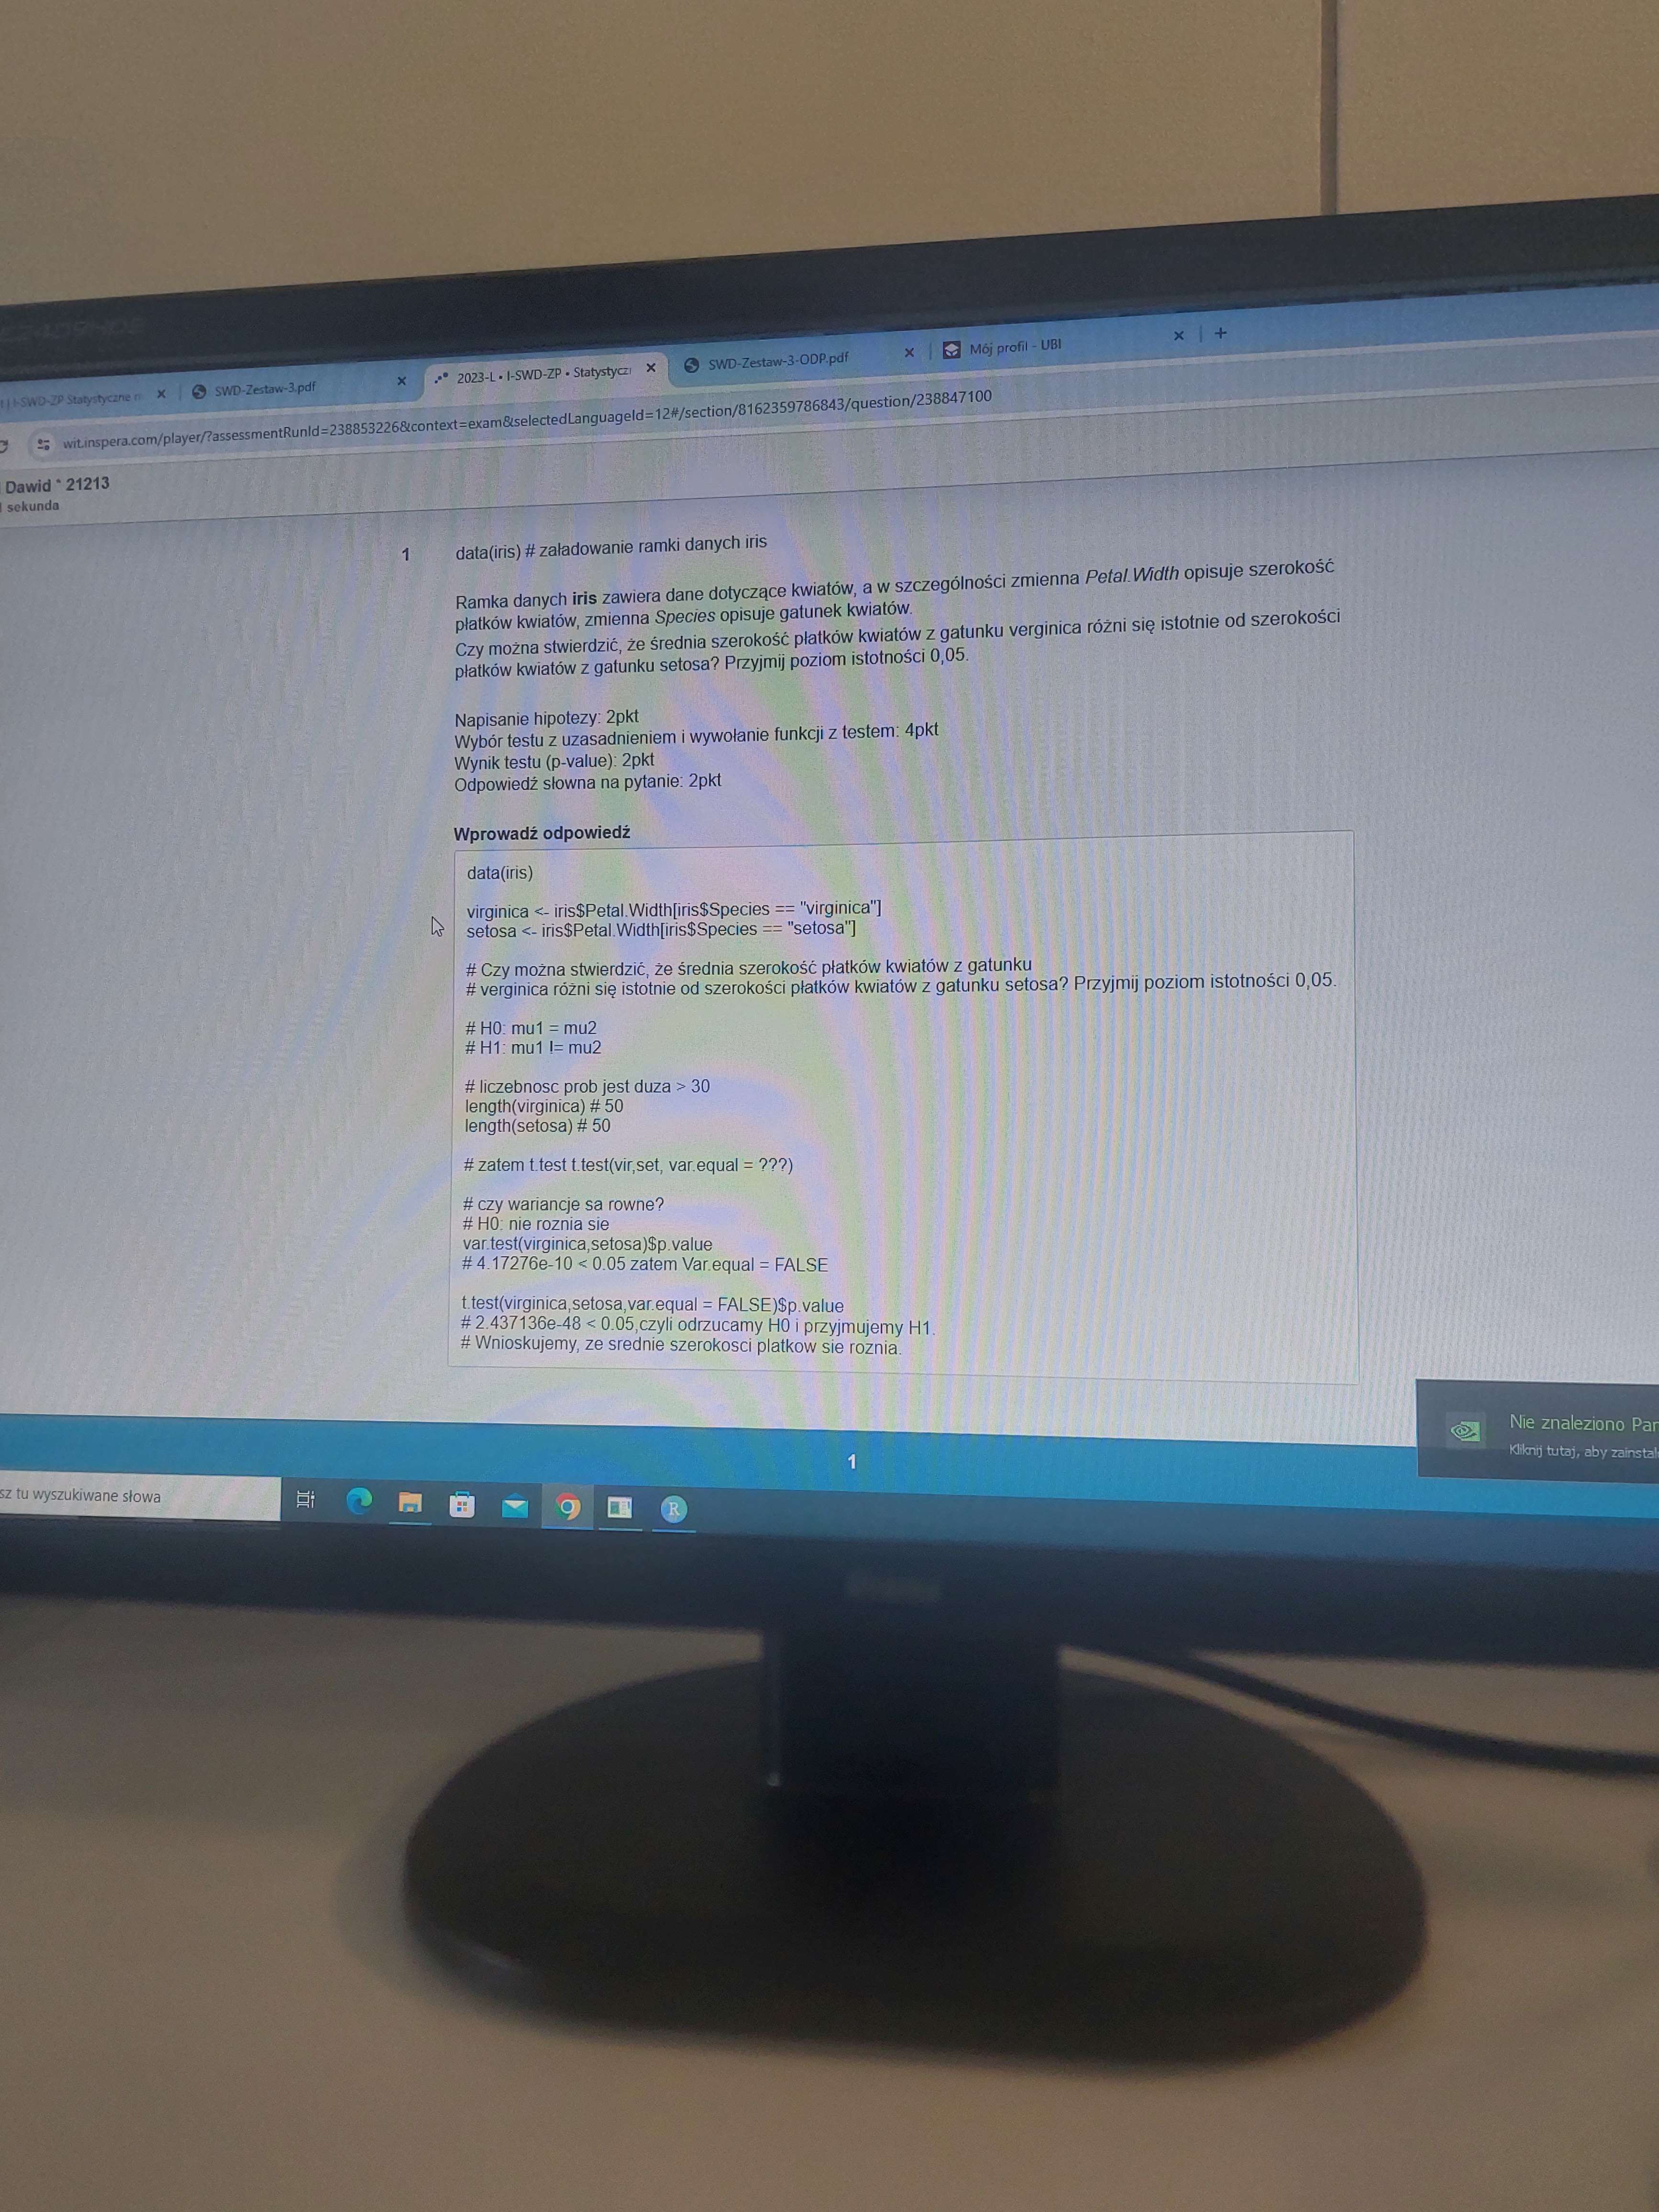 SWD-Zestaw-3.pdf
2023-L • I-SWD-ZP • Statystyczn
SWD-Zestaw-3-ODP.pdf
Mój profil - UBI
I-SWD-ZP Statystyczne
wit.inspera.com/player/?assessmentRunId=238853226&context=exam&selectedLanguageId=12#/section/8162359786843/question/238847100
Dawid * 21213
sekunda
1
data(iris) # załadowanie ramki danych iris
Ramka danych iris zawiera dane dotyczące kwiatów, a w szczególności zmienna Petal.Width opisuje szerokość
płatków kwiatów, zmienna Species opisuje gatunek kwiatów.
Czy można stwierdzić, że średnia szerokość płatków kwiatów z gatunku verginica różni się istotnie od szerokości
płatków kwiatów z gatunku setosa? Przyjmij poziom istotności 0,05.
Napisanie hipotezy: 2pkt
Wybór testu z uzasadnieniem i wywołanie funkcji z testem: 4pkt
Wynik testu (p-value): 2pkt
Odpowiedź słowna na pytanie: 2pkt
Wprowadź odpowiedź
data(iris)
virginica <- iris$Petal.Width[iris$Species == "virginica"]
setosa <- iris$Petal.Width[iris$Species == "setosa"]
# Czy można stwierdzić, że średnia szerokość płatków kwiatów z gatunku
# verginica różni się istotnie od szerokości płatków kwiatów z gatunku setosa? Przyjmij poziom istotności 0,05.
# H0: mu1 = mu2
# H1: mu1 != mu2
# liczebnosc prob jest duza > 30
length(virginica) # 50
length(setosa) # 50
# zatem t.test t.test(vir,set, var.equal = ???)
# czy wariancje sa rowne?
# H0: nie roznia sie
var.test(virginica,setosa)$p.value
# 4.17276e-10 < 0.05 zatem Var.equal = FALSE
t.test(virginica,setosa,var.equal = FALSE)$p.value
# 2.437136e-48 < 0.05,czyli odrzucamy H0 i przyjmujemy H1.
# Wnioskujemy, ze srednie szerokosci platkow sie roznia.
Nie znaleziono Pan
Kliknij tutaj, aby zainstal
1
sz tu wyszukiwane słowa
R